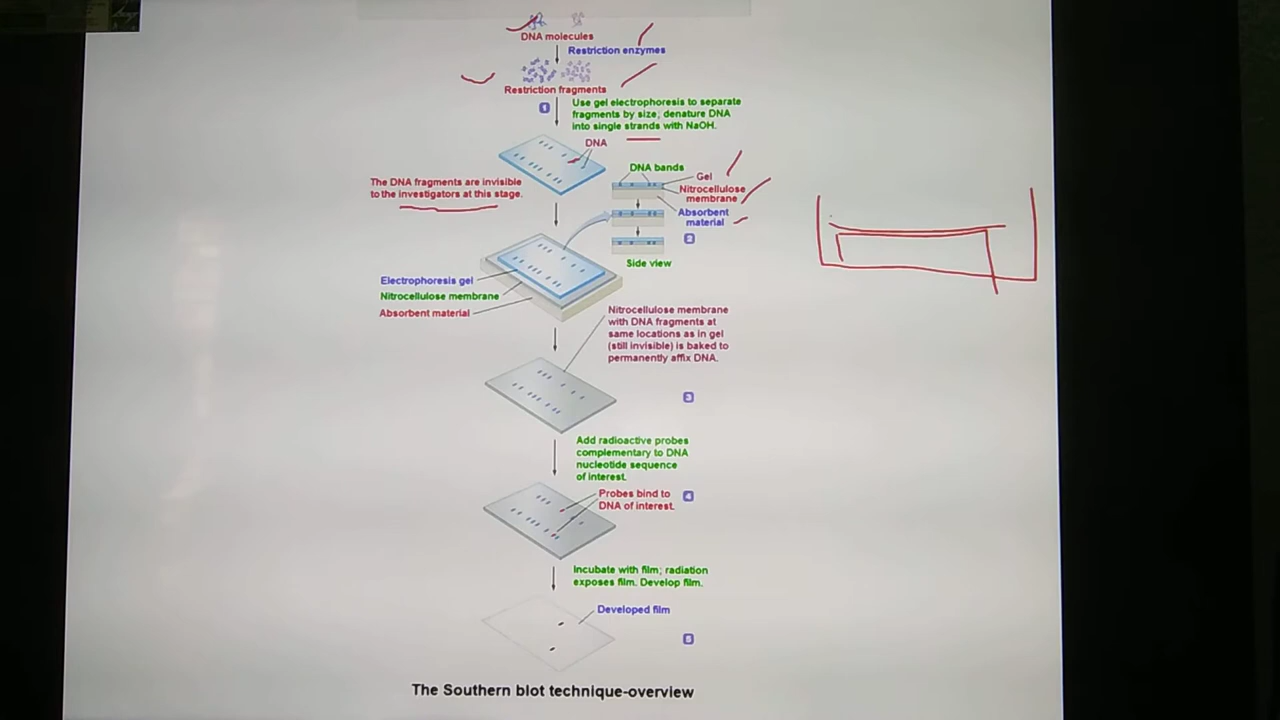 DNA molecules
Restriction enzymes
Restriction fragments
1
Use gel electrophoresis to separate
fragments by size; denature DNA
into single strands with NaOH.
DNA
The DNA fragments are invisible
to the investigators at this stage.
DNA bands
Gel
Nitrocellulose
membrane
Absorbent
material
2
Side view
Electrophoresis gel
Nitrocellulose membrane
Absorbent material
Nitrocellulose membrane
with DNA fragments at
same locations as in gel
(still invisible) is baked to
permanently affix DNA.
3
Add radioactive probes
complementary to DNA
nucleotide sequence
of interest.
Probes bind to
DNA of interest.
4
Incubate with film; radiation
exposes film. Develop film.
Developed film
5
The Southern blot technique-overview